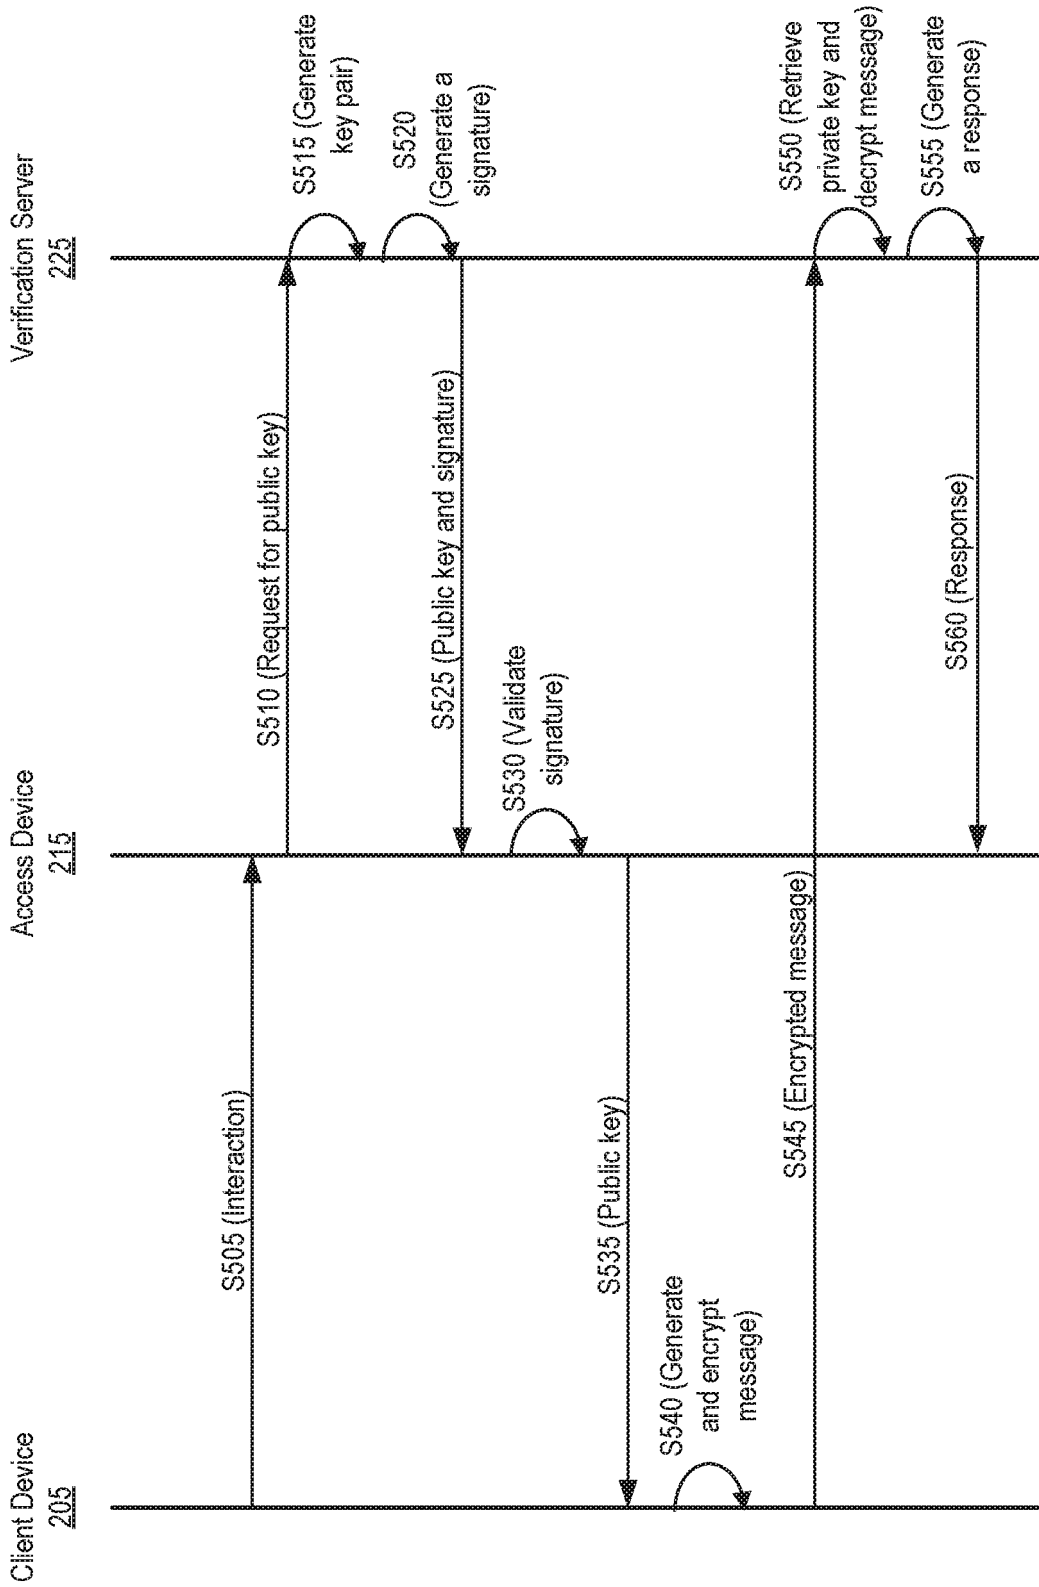 Client Device
205
Access Device
215
Verification Server
225
S505 (Interaction)
S510 (Request for public key)
S515 (Generate
key pair)
S520
(Generate a
signature)
S525 (Public key and signature)
S530 (Validate
signature)
S535 (Public key)
S540 (Generate
and encrypt
message)
S545 (Encrypted message)
S550 (Retrieve
private key and
decrypt message)
S555 (Generate
a response)
S560 (Response)